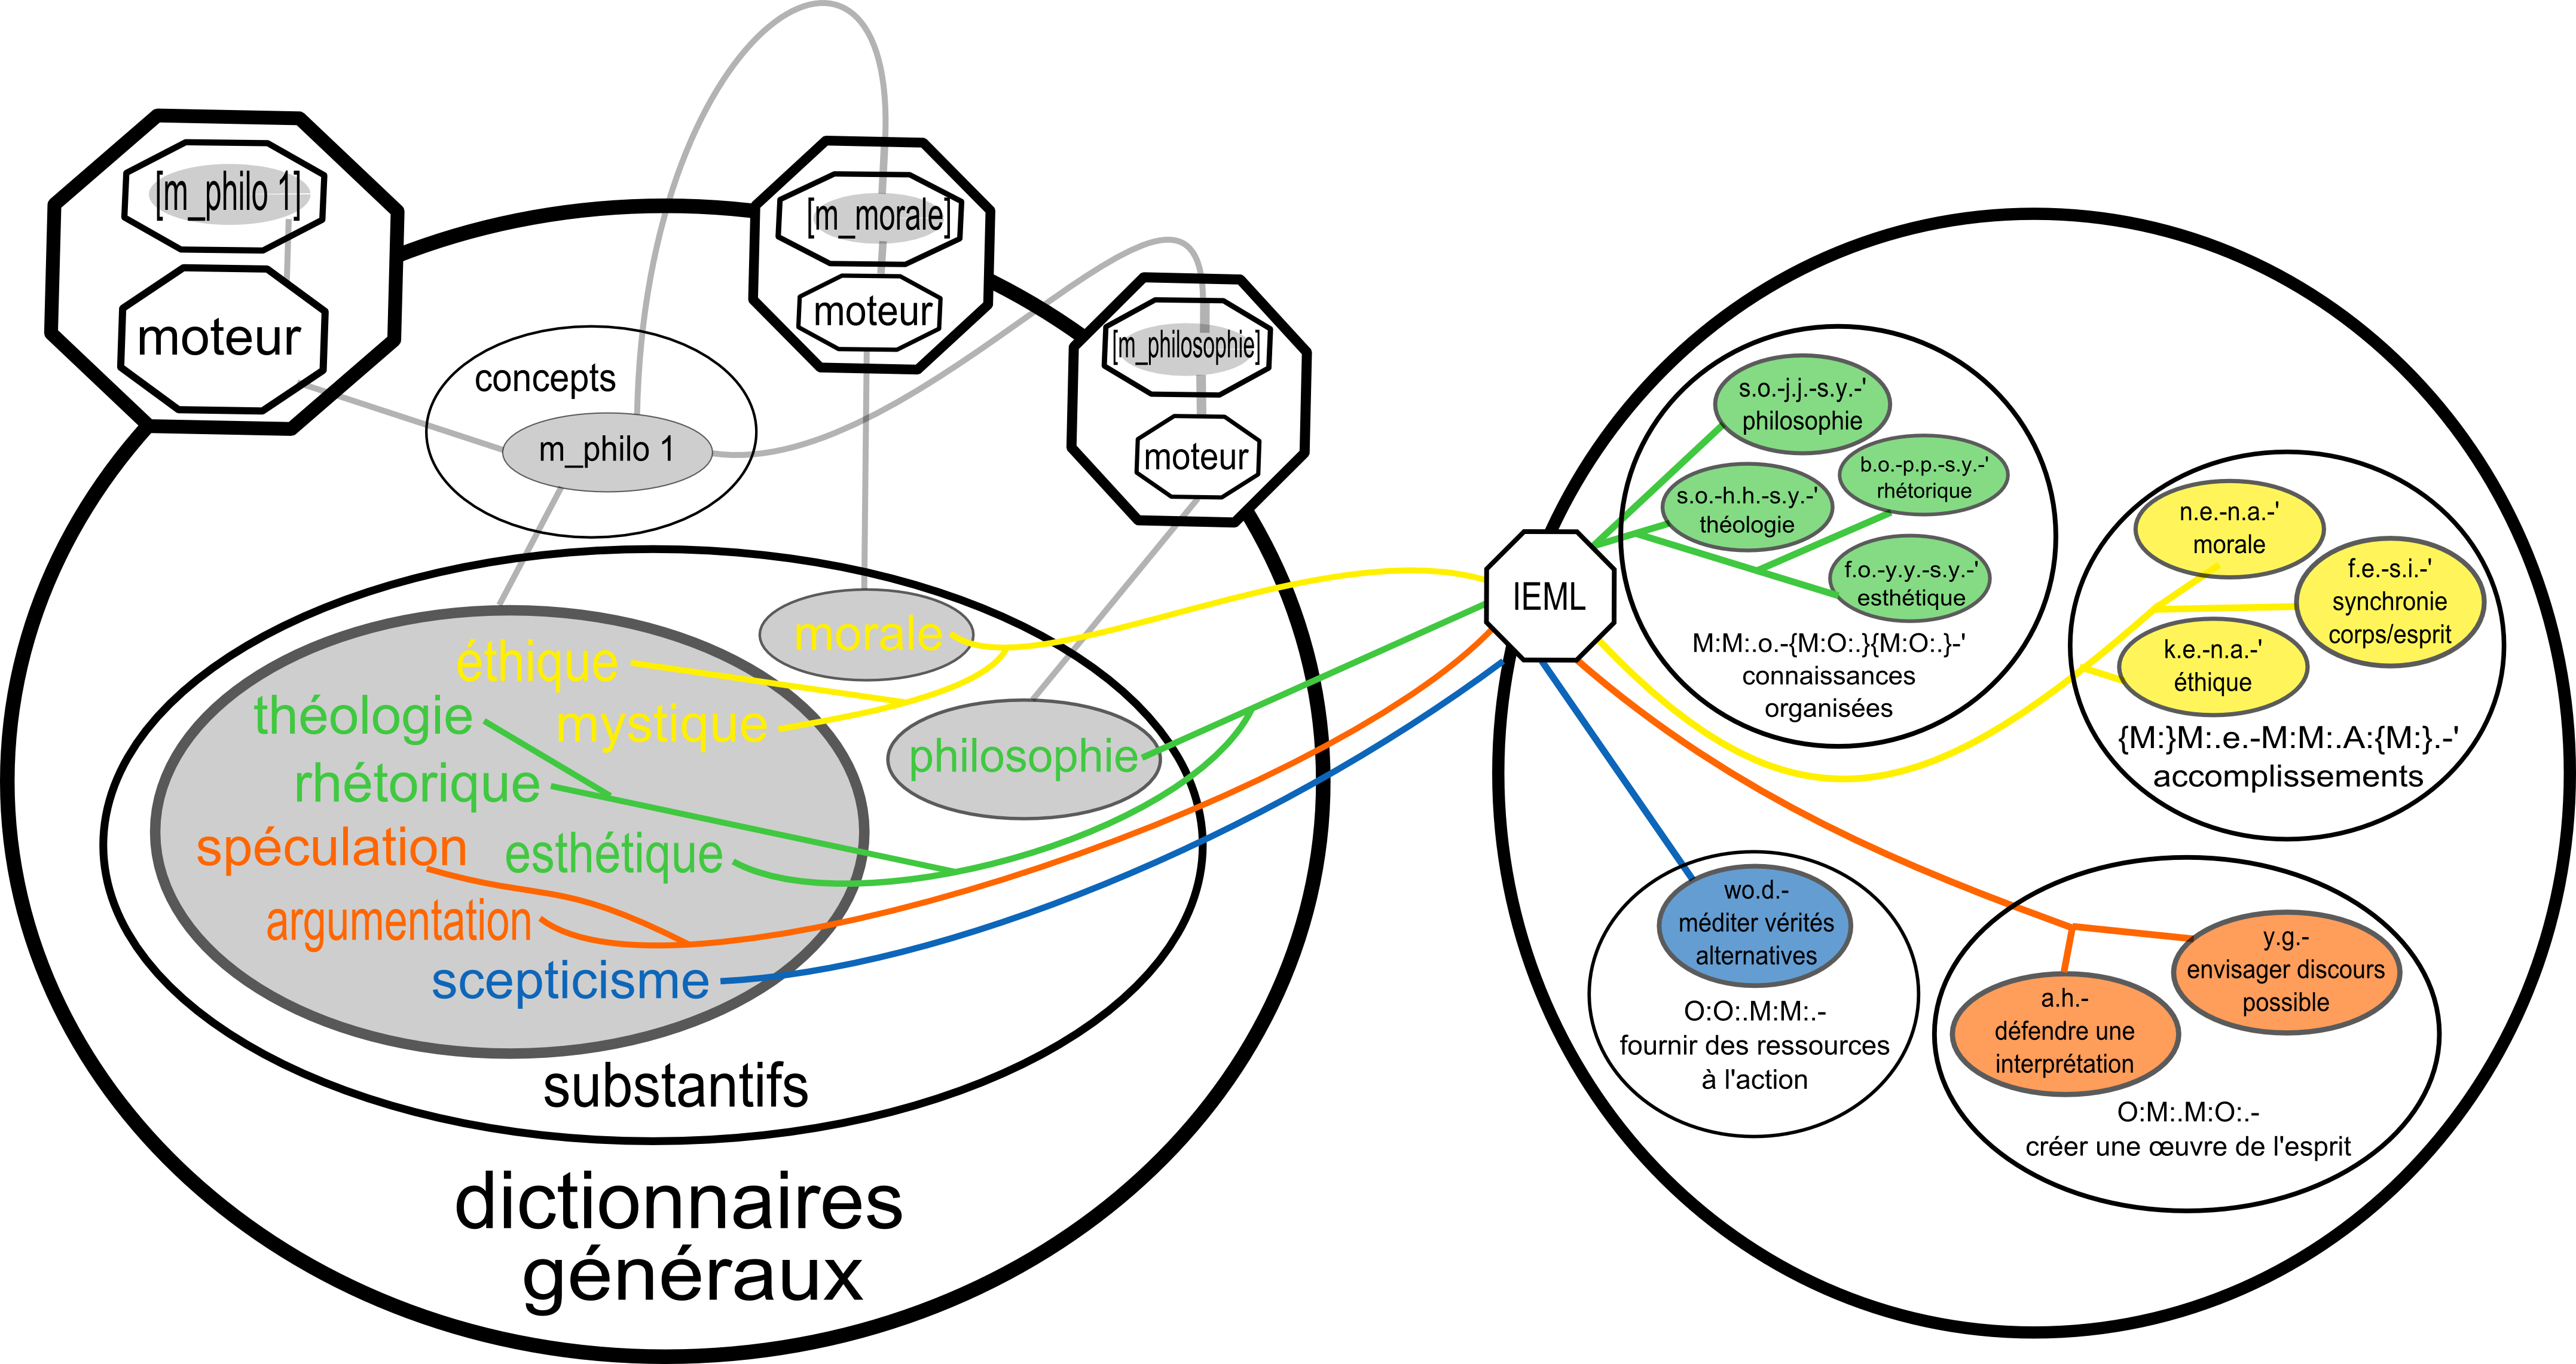 [m_philo 1]
moteur
[m_morale]
moteur
[m_philosophie]
moteur
concepts
m_philo 1
morale
éthique
mystique
théologie
philosophie
rhétorique
spéculation
esthétique
argumentation
scepticisme
substantifs
dictionnaires
généraux
IEML
s.o.-j.j.-s.y.-'
philosophie
b.o.-p.p.-s.y.-'
rhétorique
s.o.-h.h.-s.y.-'
théologie
f.o.-y.y.-s.y.-'
esthétique
M:M:.o.-{M:O:.}{M:O:.}-'
connaissances
organisées
n.e.-n.a.-'
morale
f.e.-s.i.-'
synchronie
corps/esprit
k.e.-n.a.-'
éthique
{M:}M:.e.-M:M:.A:{M:}.-'
accomplissements
wo.d.-
méditer vérités
alternatives
O:O:.M:M:.-
fournir des ressources
à l'action
y.g.-
envisager discours
possible
a.h.-
défendre une
interprétation
O:M:.M:O:.-
créer une œuvre de l'esprit